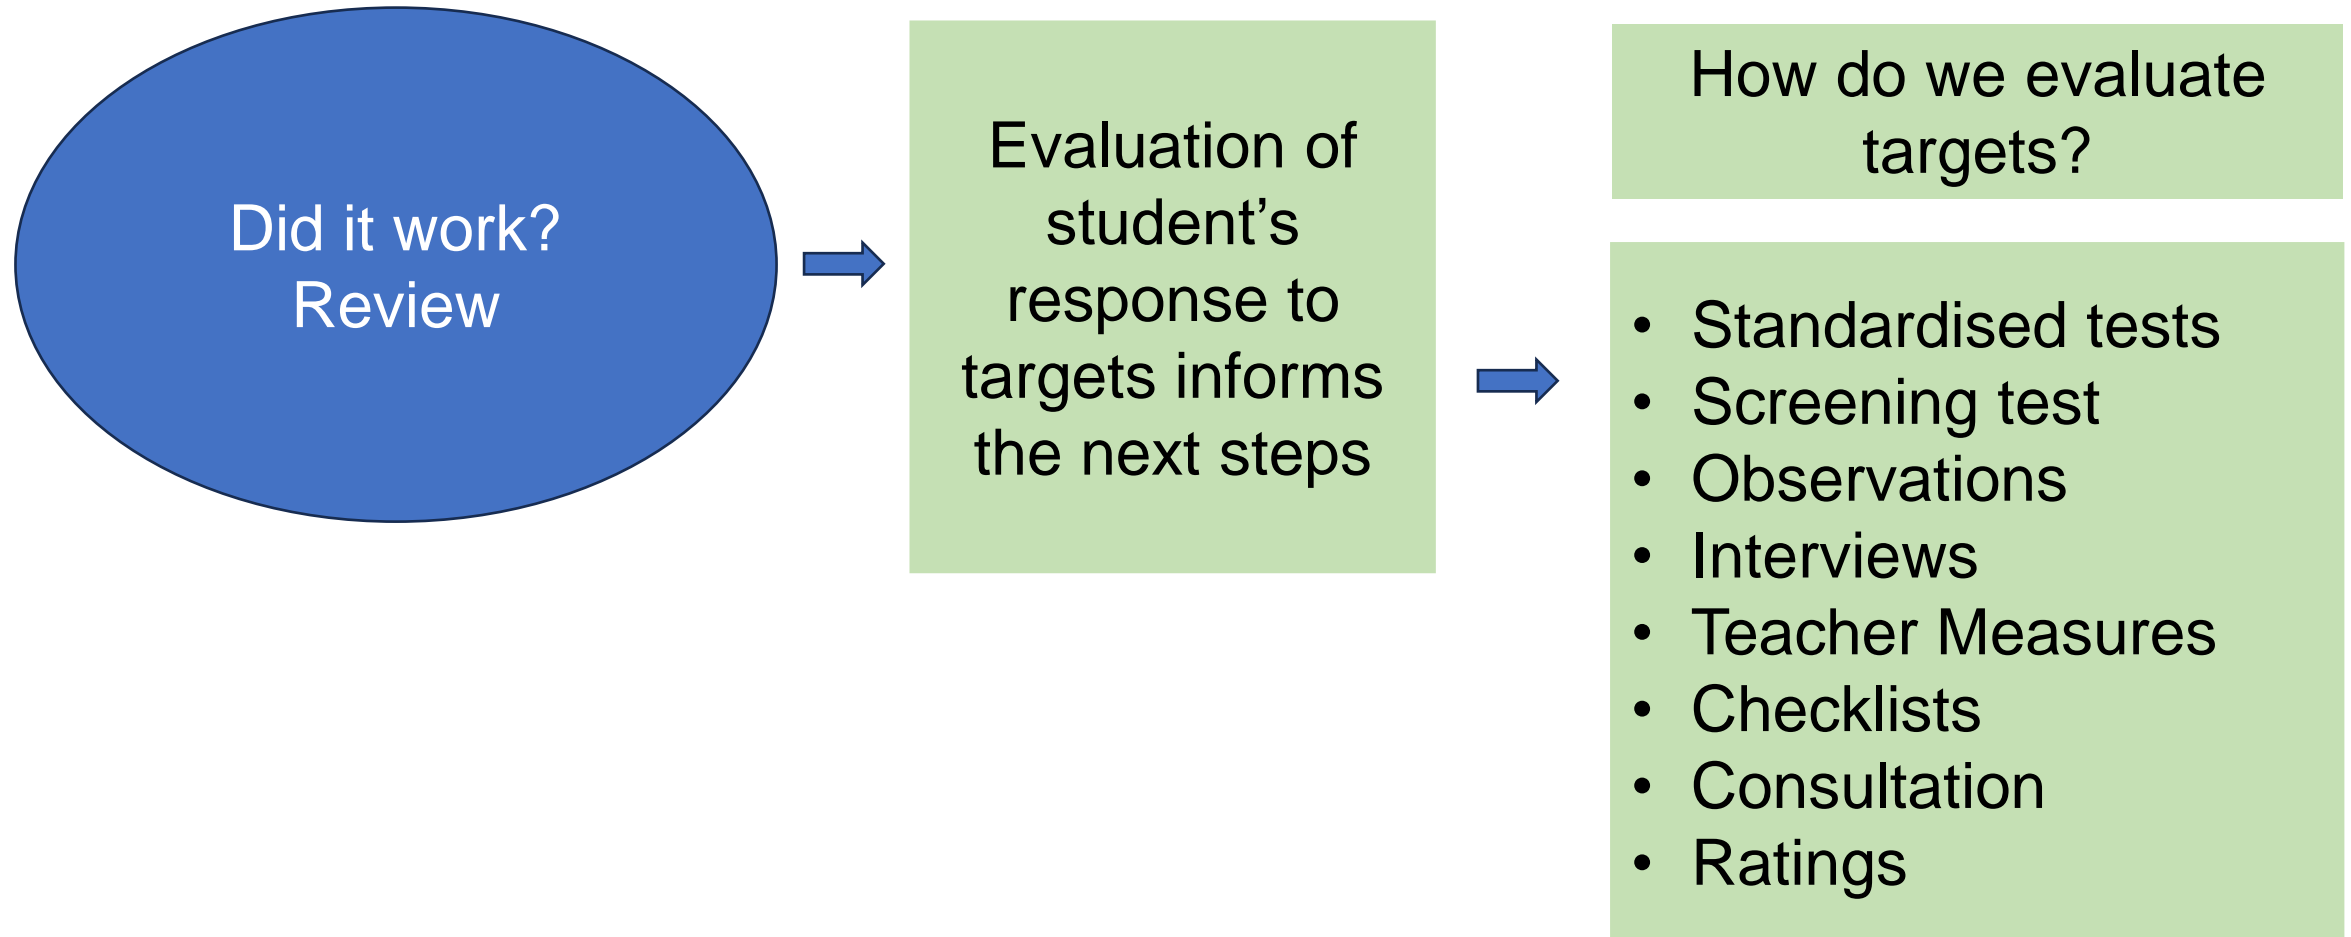 Did it work?
Review
Evaluation of
student’s
response to
targets informs
the next steps
How do we evaluate
targets?
• Standardised tests
• Screening test
• Observations
• Interviews
• Teacher Measures
• Checklists
• Consultation
• Ratings